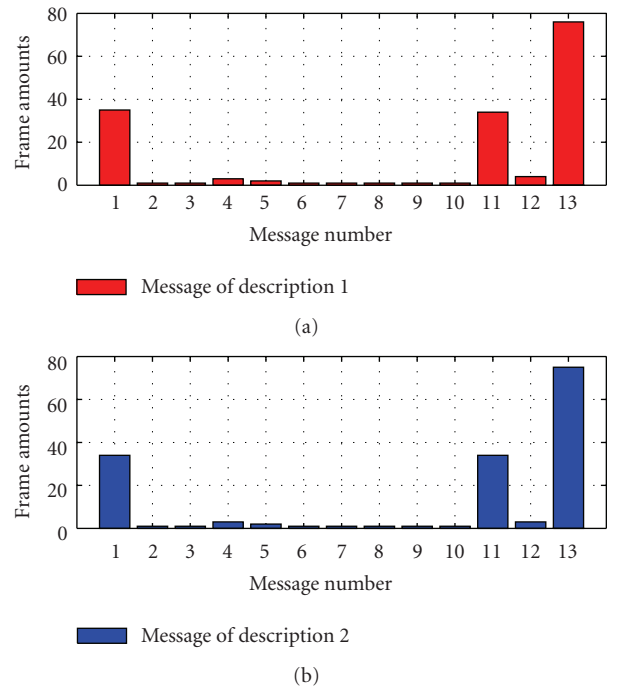 80
60
40
20
0
Frame amounts
1 2 3 4 5 6 7 8 9 10 11 12 13
Message number
Message of description 1
(a)
80
60
40
20
0
Frame amounts
1 2 3 4 5 6 7 8 9 10 11 12 13
Message number
Message of description 2
(b)